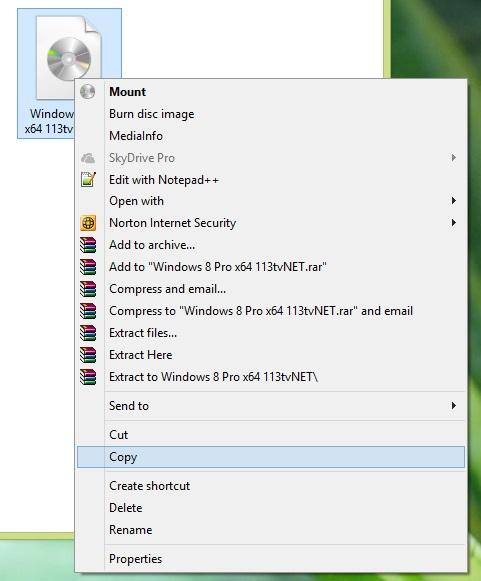 Window
x64 113tv
Mount
Burn disc image
MediaInfo
SkyDrive Pro
Edit with Notepad++
Open with
Norton Internet Security
Add to archive...
Add to "Windows 8 Pro x64 113tvNET.rar"
Compress and email...
Compress to "Windows 8 Pro x64 113tvNET.rar" and email
Extract files...
Extract Here
Extract to Windows 8 Pro x64 113tvNET\
Send to
Cut
Copy
Create shortcut
Delete
Rename
Properties